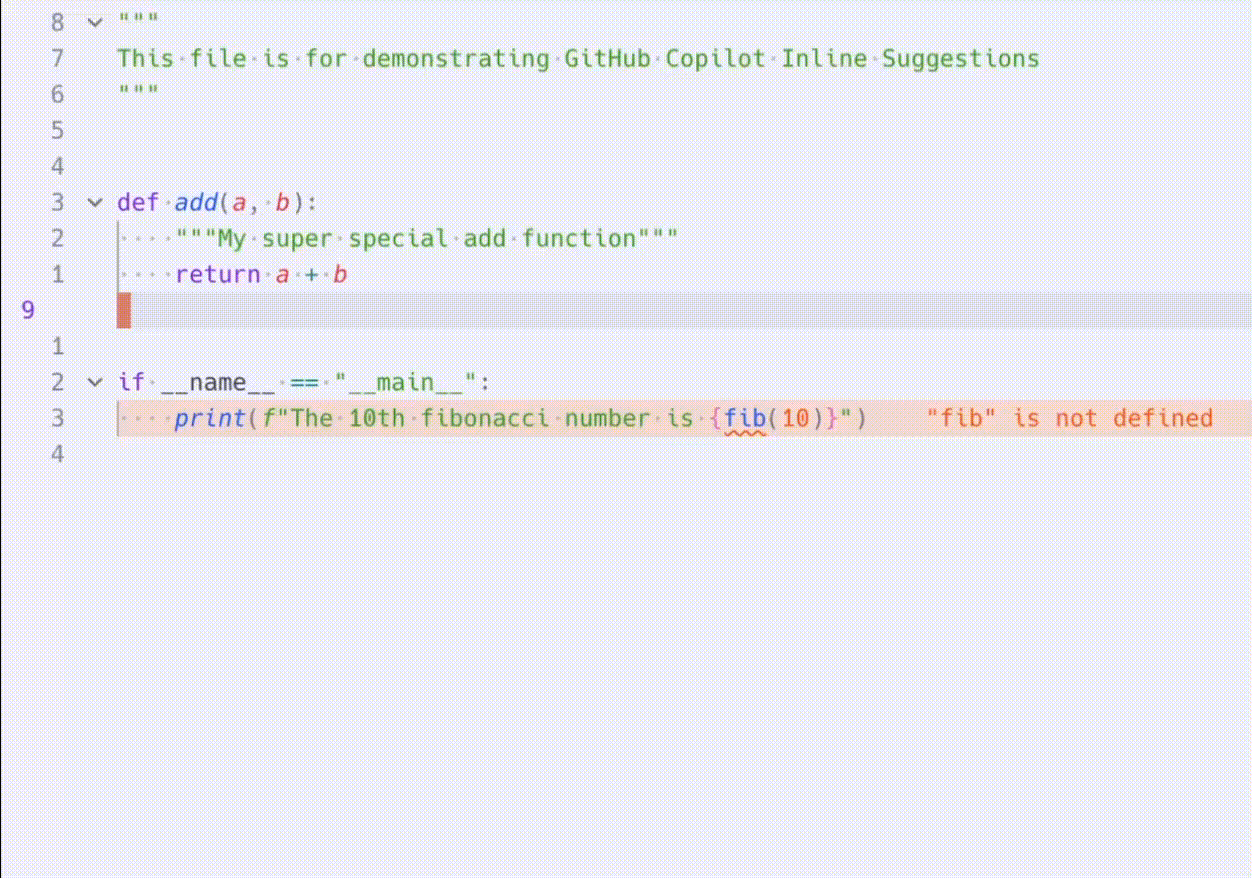 8 """
7 This file is for demonstrating GitHub Copilot Inline Suggestions
6 """
5
4
3 def add(a, b):
2 """My super special add function"""
1 return a + b
9
1
2 if __name__ == "__main__":
3 print(f"The 10th fibonacci number is {fib(10)}") "fib" is not defined
4